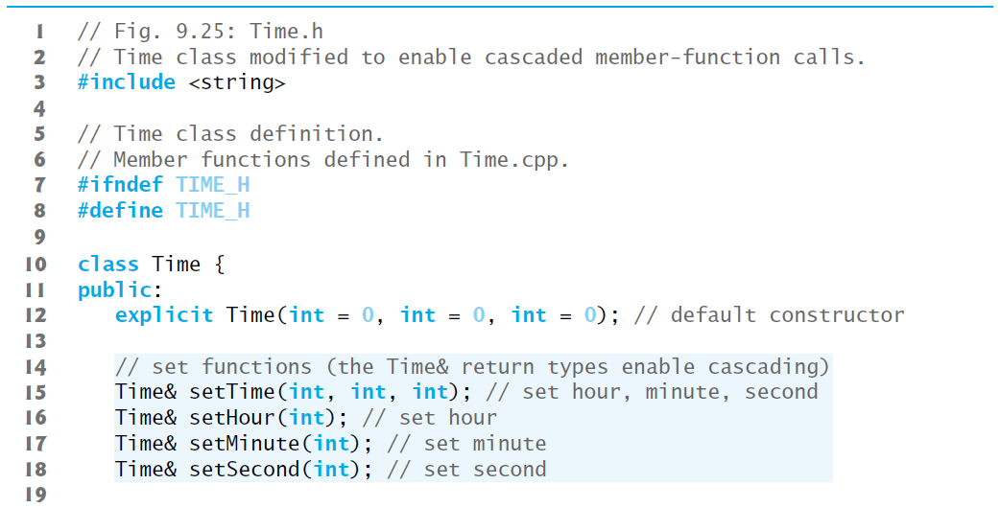 1 // Fig. 9.25: Time.h
2 // Time class modified to enable cascaded member-function calls.
3 #include <string>
4
5 // Time class definition.
6 // Member functions defined in Time.cpp.
7 #ifndef TIME_H
8 #define TIME_H
9
10 class Time {
11 public:
12 explicit Time(int = 0, int = 0, int = 0); // default constructor
13
14 // set functions (the Time& return types enable cascading)
15 Time& setTime(int, int, int); // set hour, minute, second
16 Time& setHour(int); // set hour
17 Time& setMinute(int); // set minute
18 Time& setSecond(int); // set second
19